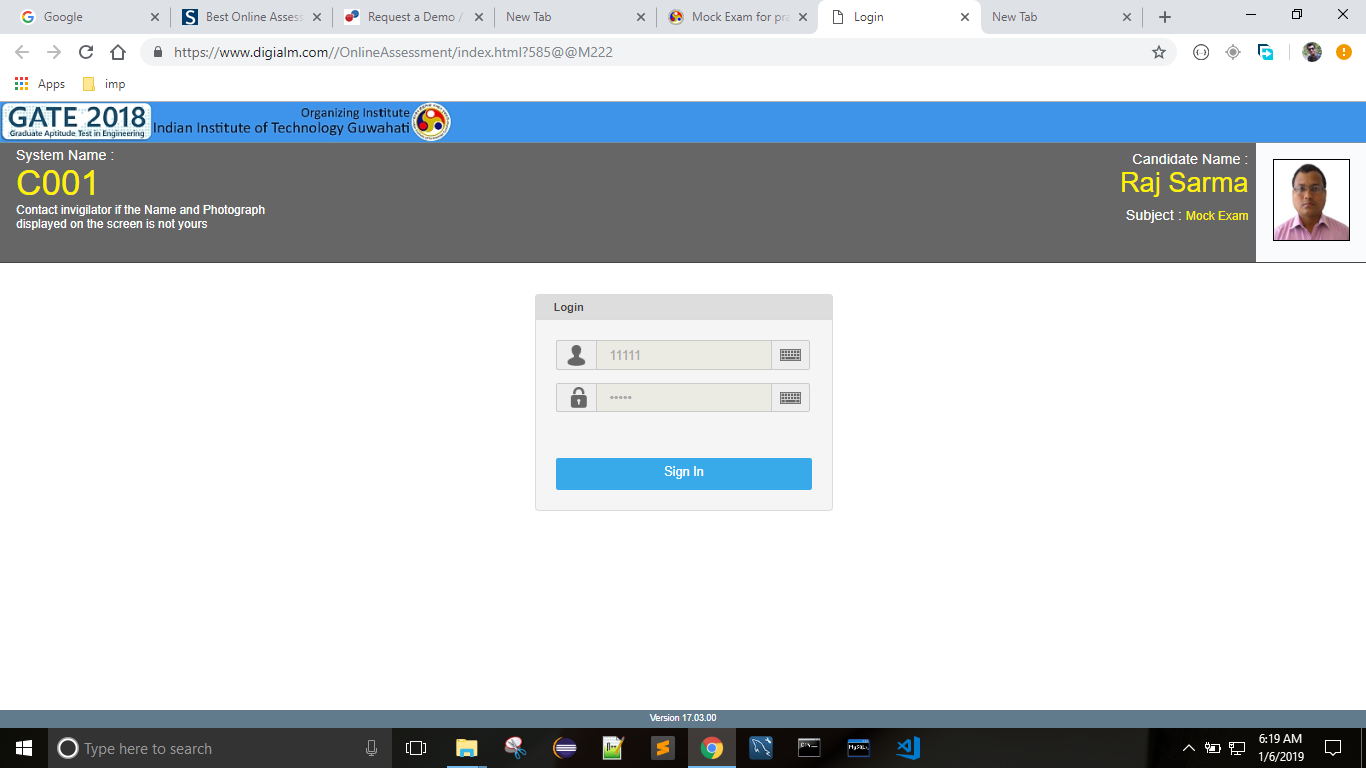 Google
Best Online Assess
Request a Demo /
New Tab
Mock Exam for pra
Login
New Tab
https://www.digialm.com//OnlineAssessment/index.html?585@@M222
Apps
imp
GATE 2018
Graduate Aptitude Test in Engineering
Organizing Institute
Indian Institute of Technology Guwahati
System Name :
C001
Contact invigilator if the Name and Photograph
displayed on the screen is not yours
Candidate Name :
Raj Sarma
Subject : Mock Exam
Login
11111
Sign In
Version 17.03.00
Type here to search
6:19 AM
1/6/2019